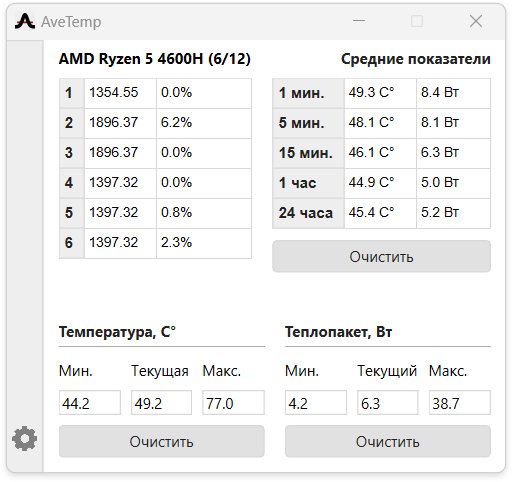 AveTemp
AMD Ryzen 5 4600H (6/12)
1 1354.55 0.0%
2 1896.37 6.2%
3 1896.37 0.0%
4 1397.32 0.0%
5 1397.32 0.8%
6 1397.32 2.3%
Средние показатели
1 мин. 49.3 C° 8.4 Вт
5 мин. 48.1 C° 8.1 Вт
15 мин. 46.1 C° 6.3 Вт
1 час 44.9 C° 5.0 Вт
24 часа 45.4 C° 5.2 Вт
Очистить
Температура, C°
Мин. Текущая Макс.
44.2 49.2 77.0
Очистить
Теплопакет, Вт
Мин. Текущий Макс.
4.2 6.3 38.7
Очистить